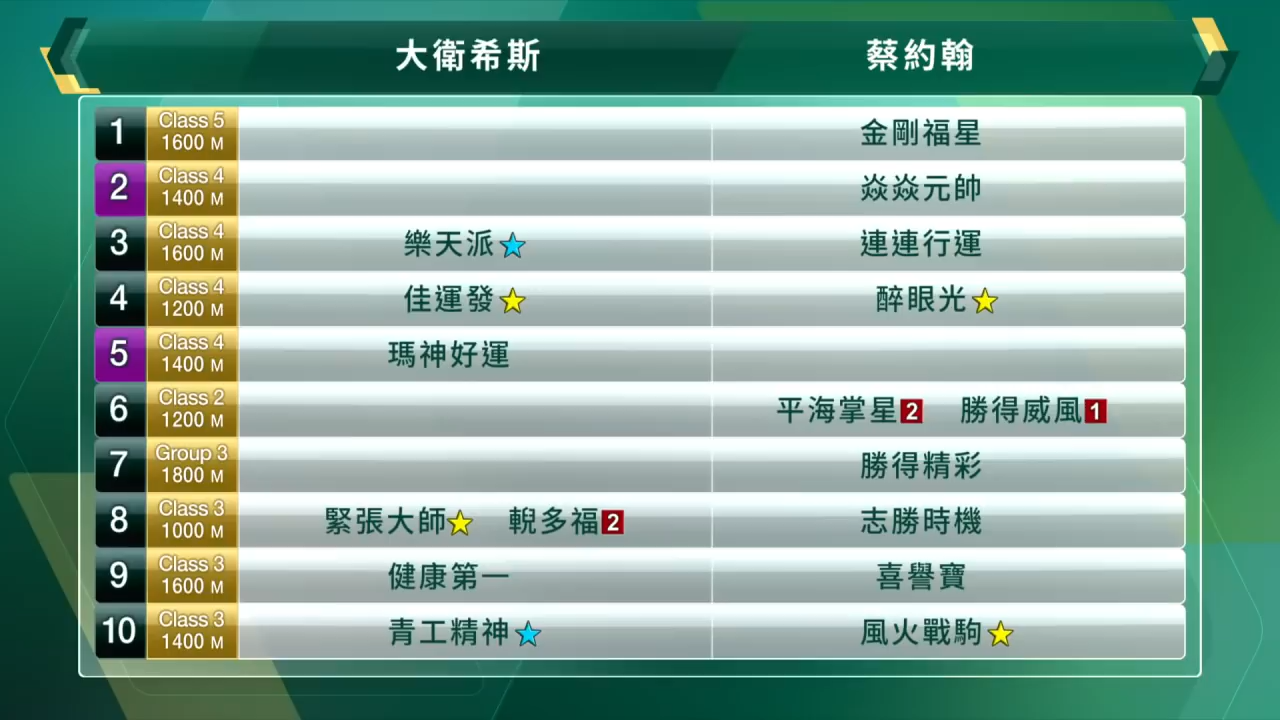 大衛希斯 蔡約翰
1 Class 5 1600 M 金剛福星
2 Class 4 1400 M 焱焱元帥
3 Class 4 1600 M 樂天派 連連行運
4 Class 4 1200 M 佳運發 醉眼光
5 Class 4 1400 M 瑪神好運
6 Class 2 1200 M 平海掌星 2 勝得威風 1
7 Group 3 1800 M 勝得精彩
8 Class 3 1000 M 緊張大師 輗多福 2 志勝時機
9 Class 3 1600 M 健康第一 喜譽寶
10 Class 3 1400 M 青工精神 風火戰駒